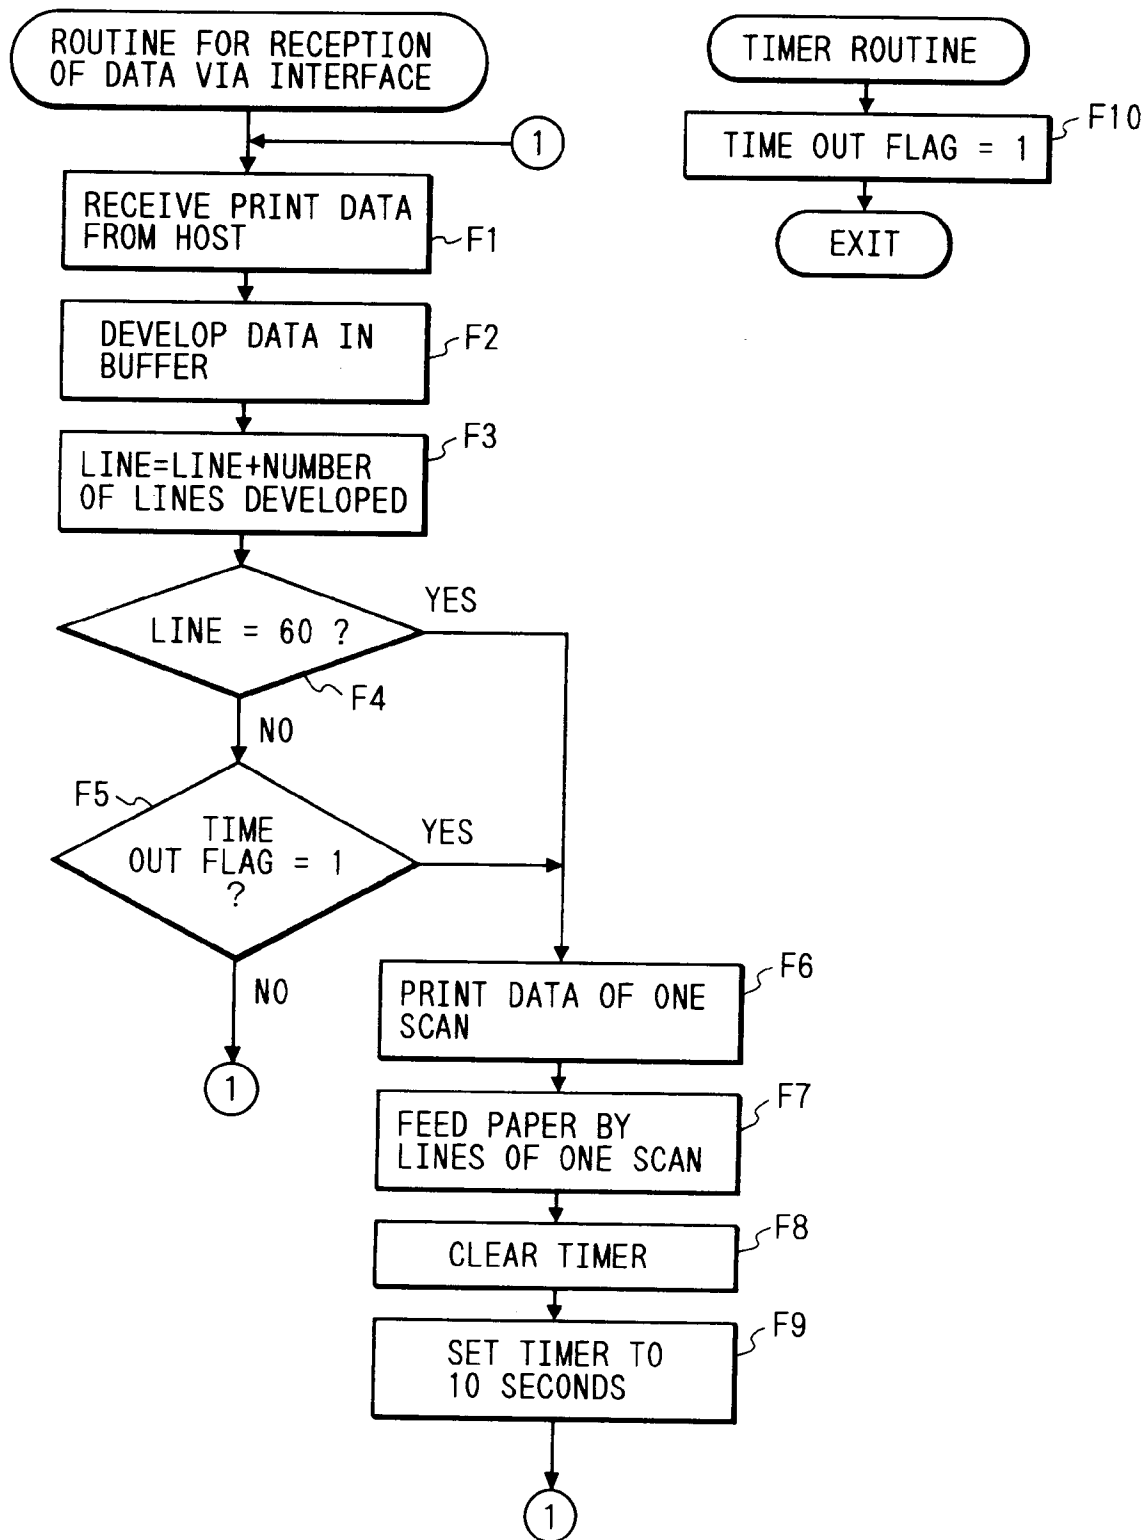 ROUTINE FOR RECEPTION
OF DATA VIA INTERFACE
1
RECEIVE PRINT DATA
FROM HOST
F1
DEVELOP DATA IN
BUFFER
F2
LINE=LINE+NUMBER
OF LINES DEVELOPED
F3
LINE = 60 ?
YES
F4
NO
F5
TIME
OUT FLAG = 1
?
YES
NO
1
PRINT DATA OF ONE
SCAN
F6
FEED PAPER BY
LINES OF ONE SCAN
F7
CLEAR TIMER
F8
SET TIMER TO
10 SECONDS
F9
1
TIMER ROUTINE
TIME OUT FLAG = 1
F10
EXIT